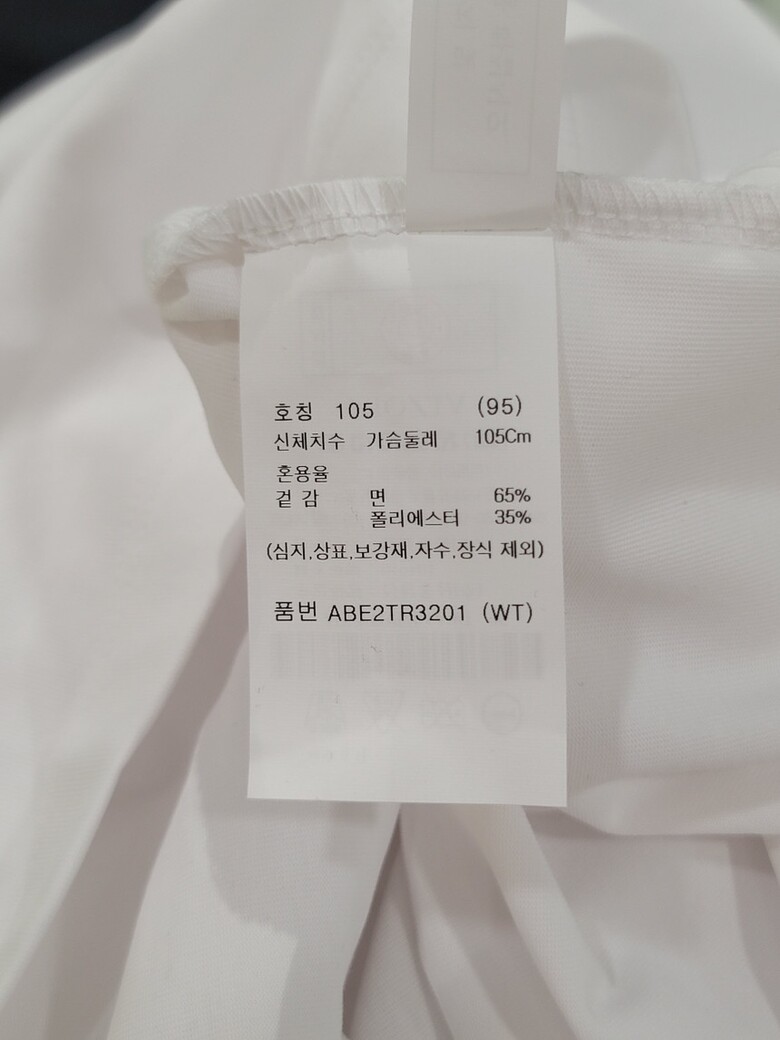 호칭 105 (95)
신체치수 가슴둘레 105Cm
혼용율
겉 감 면 65%
폴리에스터 35%
(심지,상표,보강재,자수,장식 제외)
품번 ABE2TR3201 (WT)